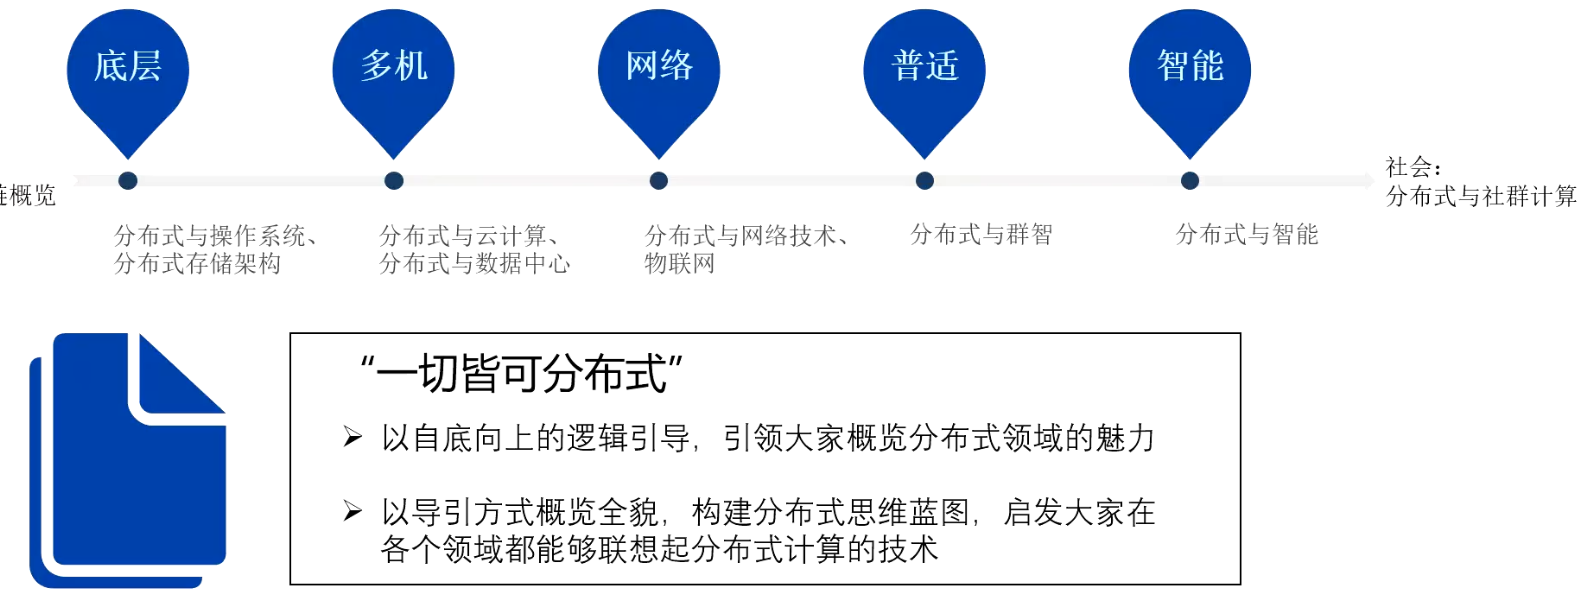 底层
多机
网络
普适
智能
链概览
社会：
分布式与社群计算
分布式与操作系统、
分布式存储架构
分布式与云计算、
分布式与数据中心
分布式与网络技术、
物联网
分布式与群智
分布式与智能
“一切皆可分布式”
以自底向上的逻辑引导，引领大家概览分布式领域的魅力
以导引方式概览全貌，构建分布式思维蓝图，启发大家在
各个领域都能够联想起分布式计算的技术